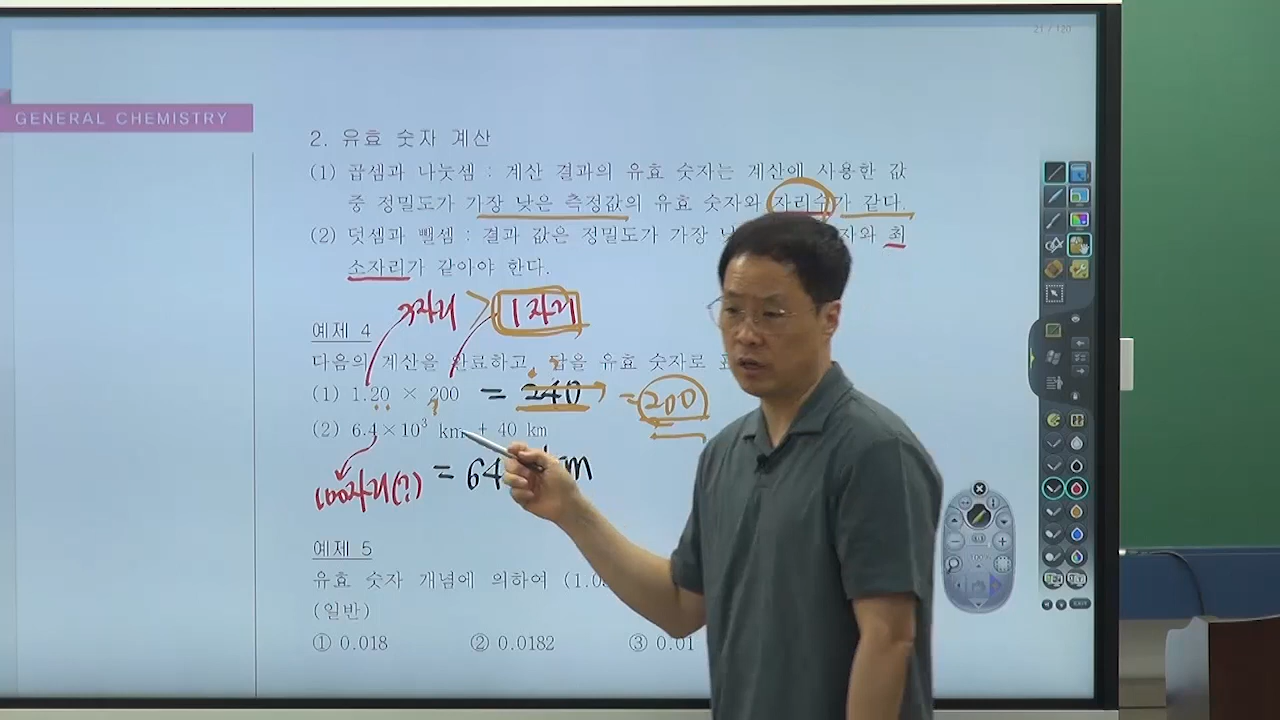 21 / 120
GENERAL CHEMISTRY
2. 유효 숫자 계산
(1) 곱셈과 나눗셈 : 계산 결과의 유효 숫자는 계산에 사용한 값
중 정밀도가 가장 낮은 측정값의 유효 숫자와 자리수가 같다.
(2) 덧셈과 뺄셈 : 결과 값은 정밀도가 가장 최
소자리가 같아야 한다.
3자리 > 1자리
예제 4
다음의 계산을 완료하고, 답을 유효 숫자로
(1) 1.20 × 200 = 240 = 200
(2) 6.4×10³ km + 40 km
100자리(?) = 64 km
예제 5
유효 숫자 개념에 의하여
(일반)
① 0.018 ② 0.0182 ③ 0.01
EXIT